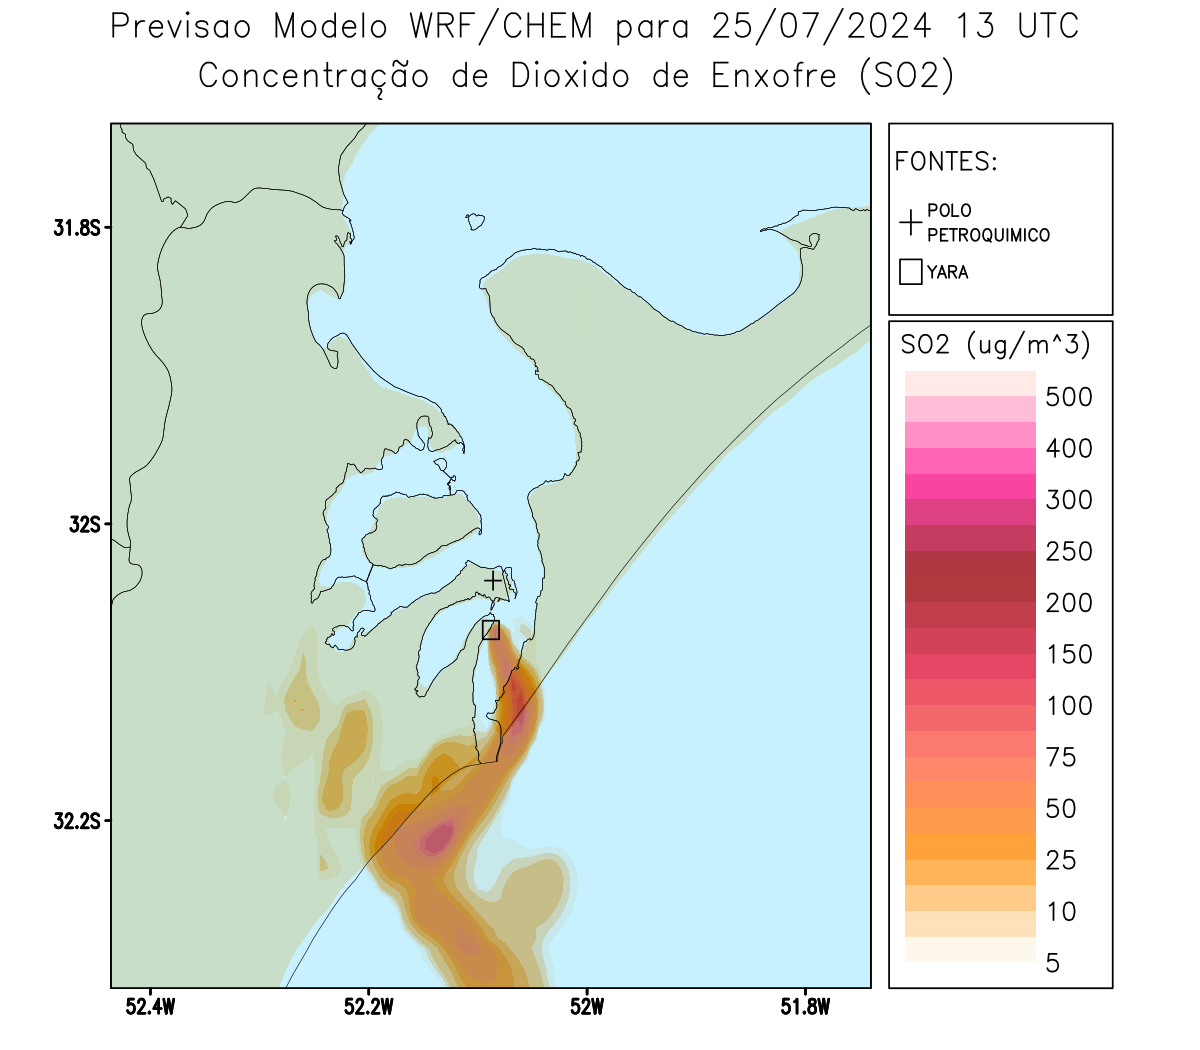 Previsao Modelo WRF/CHEM para 25/07/2024 13 UTC
Concentração de Dioxido de Enxofre (SO2)
FONTES:
POLO
PETROQUIMICO
YARA
31.8S
32S
32.2S
52.4W
52.2W
52W
51.8W
SO2 (ug/m^3)
500
400
300
250
200
150
100
75
50
25
10
5